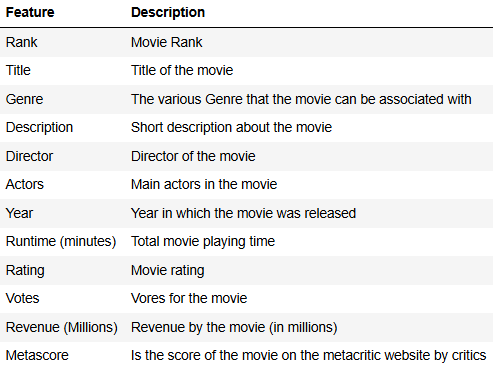 Feature Description
Rank Movie Rank
Title Title of the movie
Genre The various Genre that the movie can be associated with
Description Short description about the movie
Director Director of the movie
Actors Main actors in the movie
Year Year in which the movie was released
Runtime (minutes) Total movie playing time
Rating Movie rating
Votes Vores for the movie
Revenue (Millions) Revenue by the movie (in millions)
Metascore Is the score of the movie on the metacritic website by critics